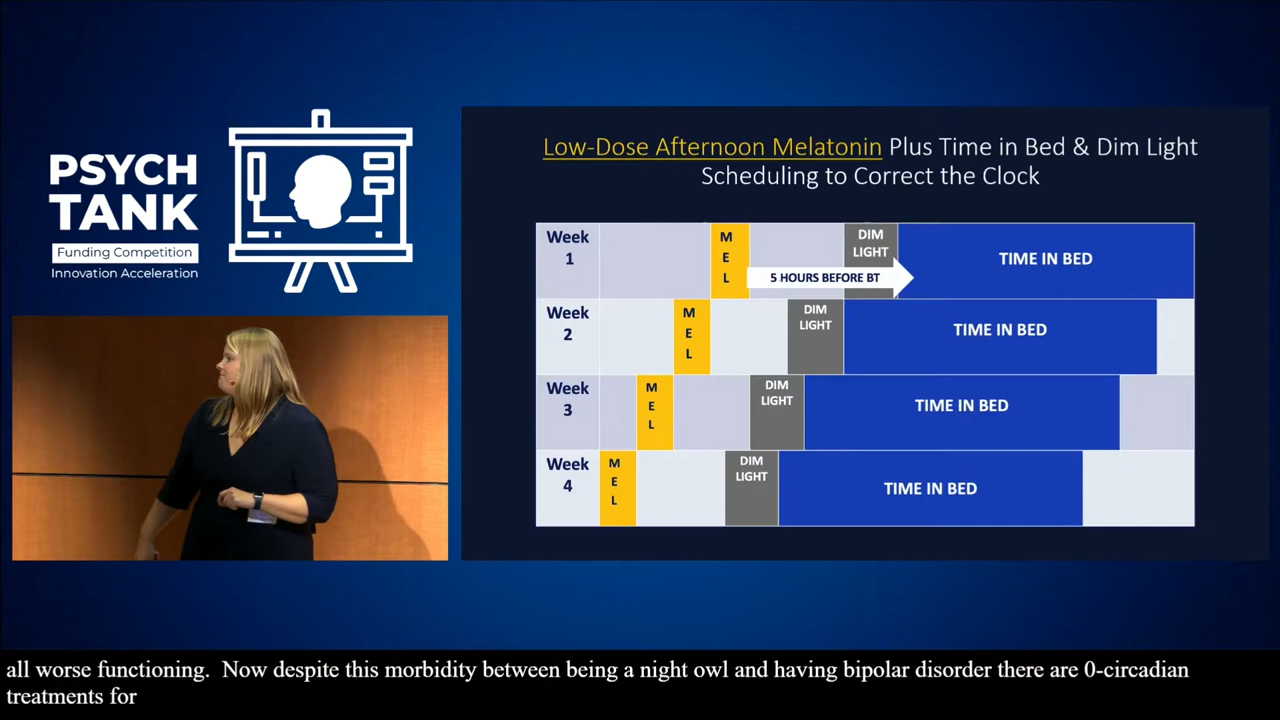 PSYCH
TANK
Funding Competition
Innovation Acceleration
Low-Dose Afternoon Melatonin Plus Time in Bed & Dim Light
Scheduling to Correct the Clock
Week
1
M
E
L
5 HOURS BEFORE BT
DIM
LIGHT
TIME IN BED
Week
2
M
E
L
DIM
LIGHT
TIME IN BED
Week
3
M
E
L
DIM
LIGHT
TIME IN BED
Week
4
M
E
L
DIM
LIGHT
TIME IN BED
all worse functioning.  Now despite this morbidity between being a night owl and having bipolar disorder there are 0-circadian
treatments for